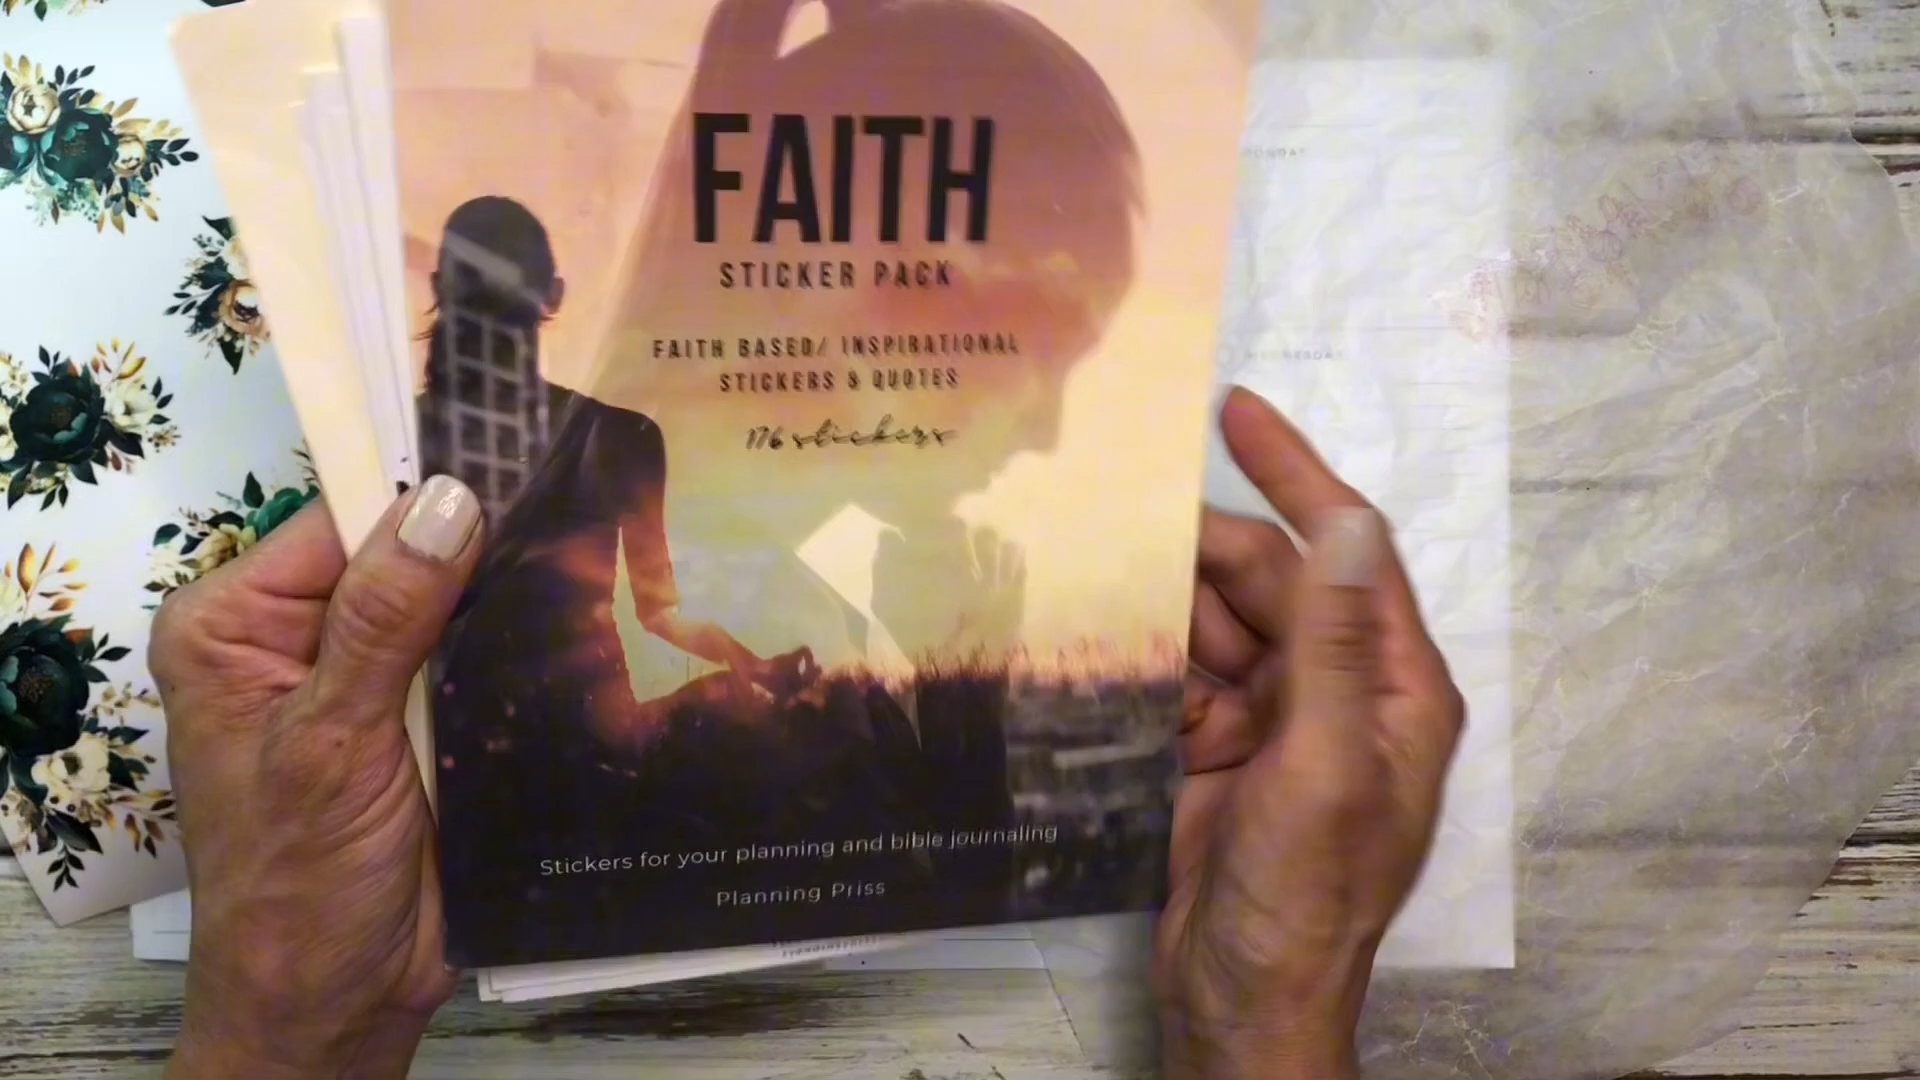 FAITH
STICKER PACK
FAITH BASED/ INSPIRATIONAL
STICKERS & QUOTES
176 stickers
Stickers for your planning and bible journaling
Planning Priss